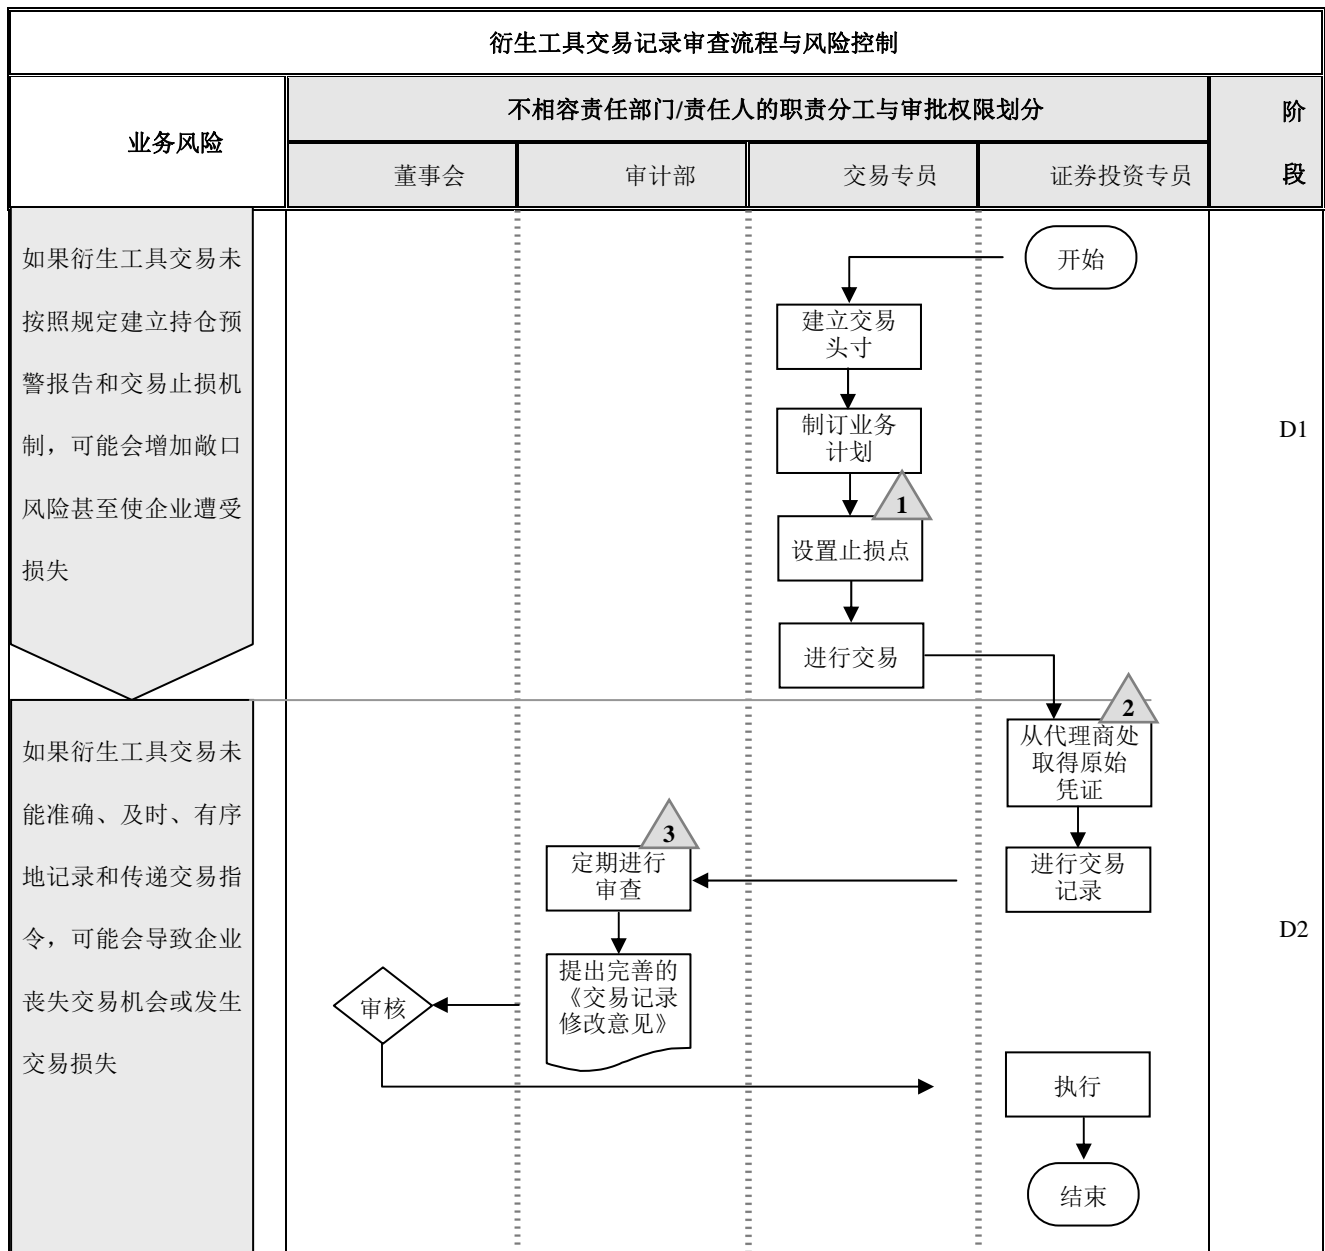 衍生工具交易记录审查流程与风险控制
业务风险
不相容责任部门/责任人的职责分工与审批权限划分
阶
段
董事会
审计部
交易专员
证券投资专员
如果衍生工具交易未
按照规定建立持仓预
警报告和交易止损机
制，可能会增加敞口
风险甚至使企业遭受
损失
开始
建立交易
头寸
制订业务
计划
1
设置止损点
进行交易
D1
如果衍生工具交易未
能准确、及时、有序
地记录和传递交易指
令，可能会导致企业
丧失交易机会或发生
交易损失
2
从代理商处
取得原始
凭证
进行交易
记录
3
定期进行
审查
提出完善的
《交易记录
修改意见》
审核
执行
结束
D2